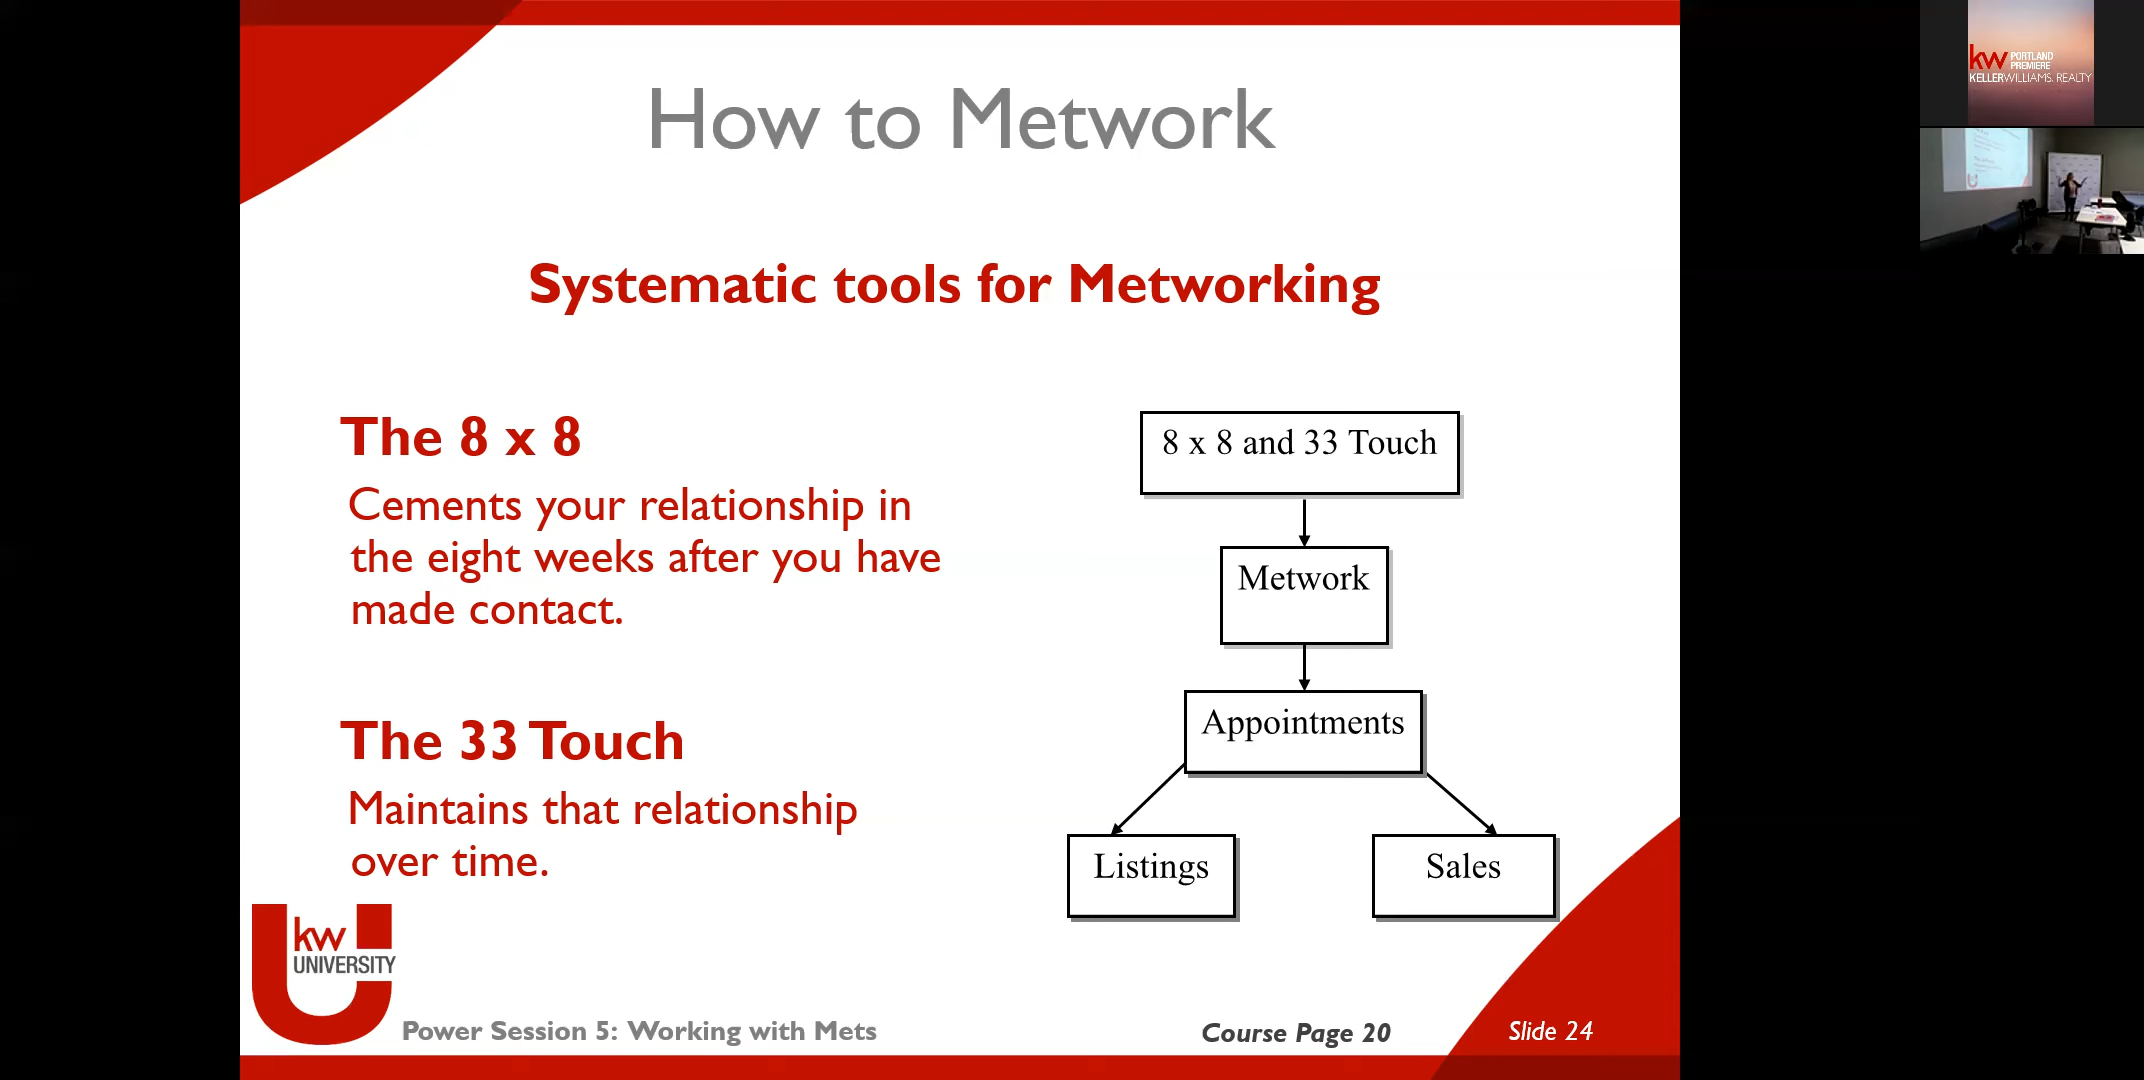 How to Metwork
Systematic tools for Metworking
The 8 x 8
Cements your relationship in
the eight weeks after you have
made contact.
The 33 Touch
Maintains that relationship
over time.
8 x 8 and 33 Touch
Metwork
Appointments
Listings
Sales
kw
UNIVERSITY
Power Session 5: Working with Mets
Course Page 20
Slide 24
kw PORTLAND
PREMIERE
KELLERWILLIAMS. REALTY